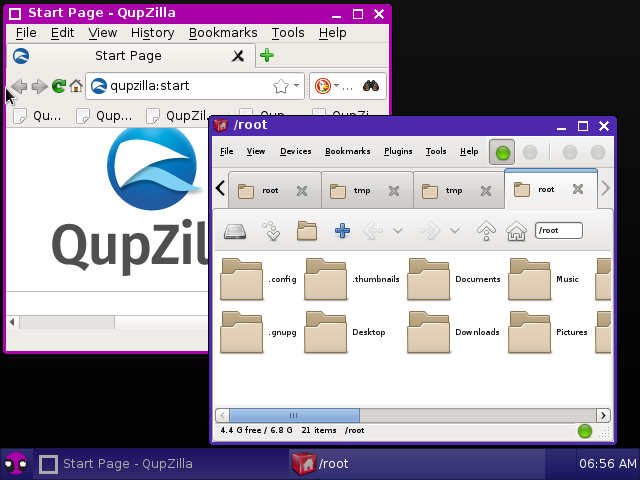 Start Page - QupZilla
File Edit View History Bookmarks Tools Help
Start Page
qupzilla:start ...
Qu... Qup... QupZil... Qup... QupZi...
QupZil
/root
File View Devices Bookmarks Plugins Tools Help
root tmp tmp root
/root
.config .thumbnails Documents Music
.gnupg Desktop Downloads Pictures
4.4 G free / 6.8 G 21 items /root
Start Page - QupZilla /root 06:56 AM